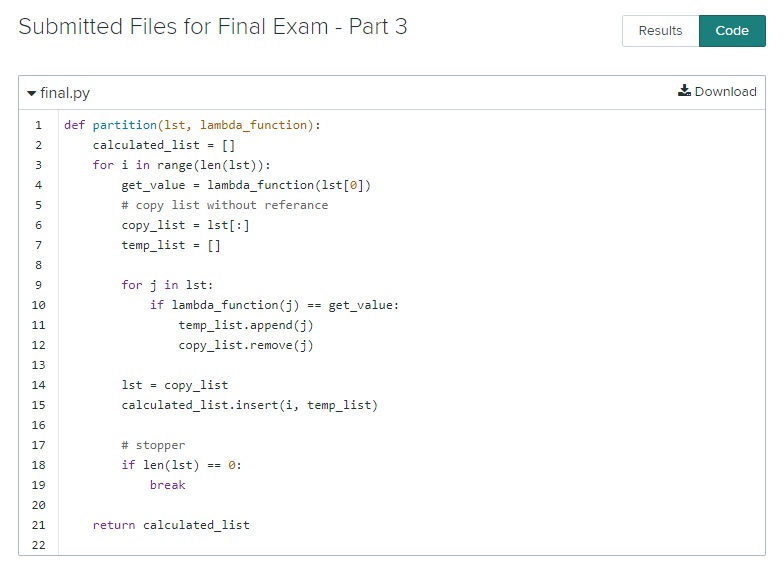 Submitted Files for Final Exam - Part 3
Results Code
final.py Download
1 def partition(lst, lambda_function):
2     calculated_list = []
3     for i in range(len(lst)):
4         get_value = lambda_function(lst[0])
5         # copy list without referance
6         copy_list = lst[:]
7         temp_list = []
8
9         for j in lst:
10             if lambda_function(j) == get_value:
11                 temp_list.append(j)
12                 copy_list.remove(j)
13
14         lst = copy_list
15         calculated_list.insert(i, temp_list)
16
17         # stopper
18         if len(lst) == 0:
19             break
20
21     return calculated_list
22